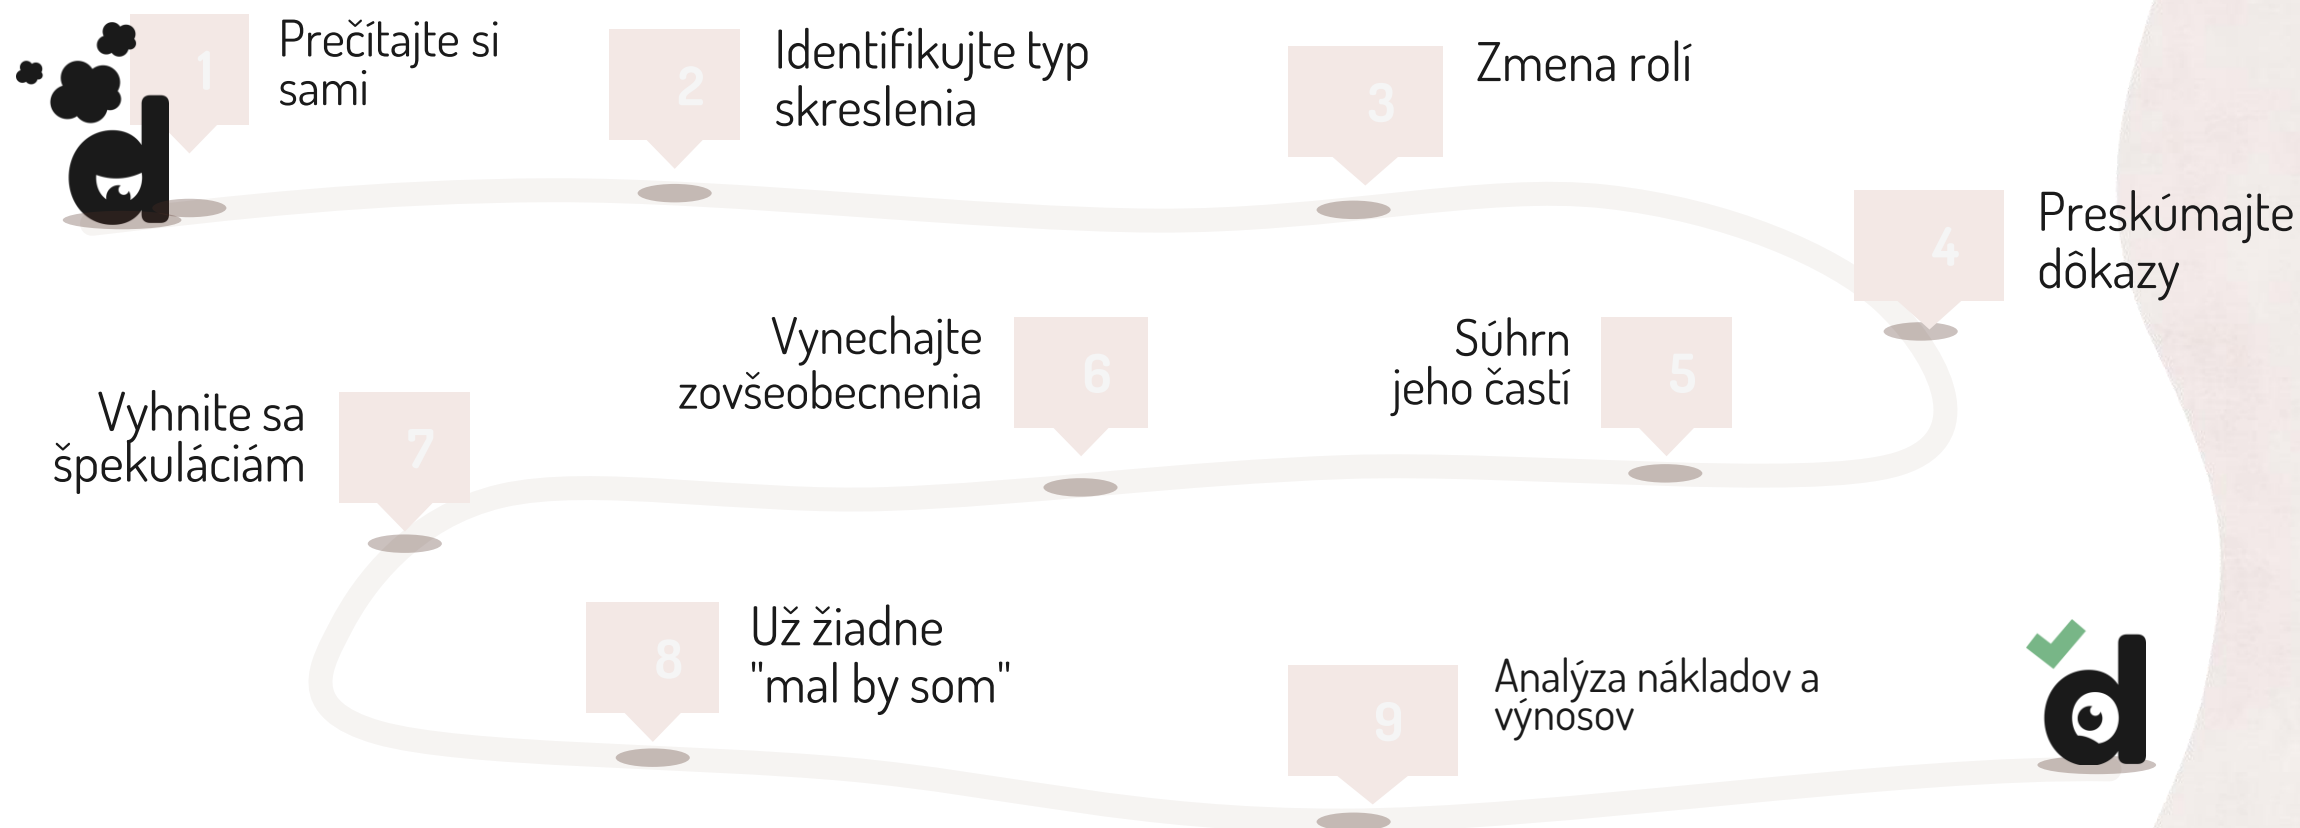 1
Prečítajte si
sami
2
Identifikujte typ
skreslenia
3
Zmena rolí
4
Preskúmajte
dôkazy
5
Súhrn
jeho častí
6
Vynechajte
zovšeobecnenia
7
Vyhnite sa
špekuláciám
8
Už žiadne
"mal by som"
9
Analýza nákladov a
výnosov